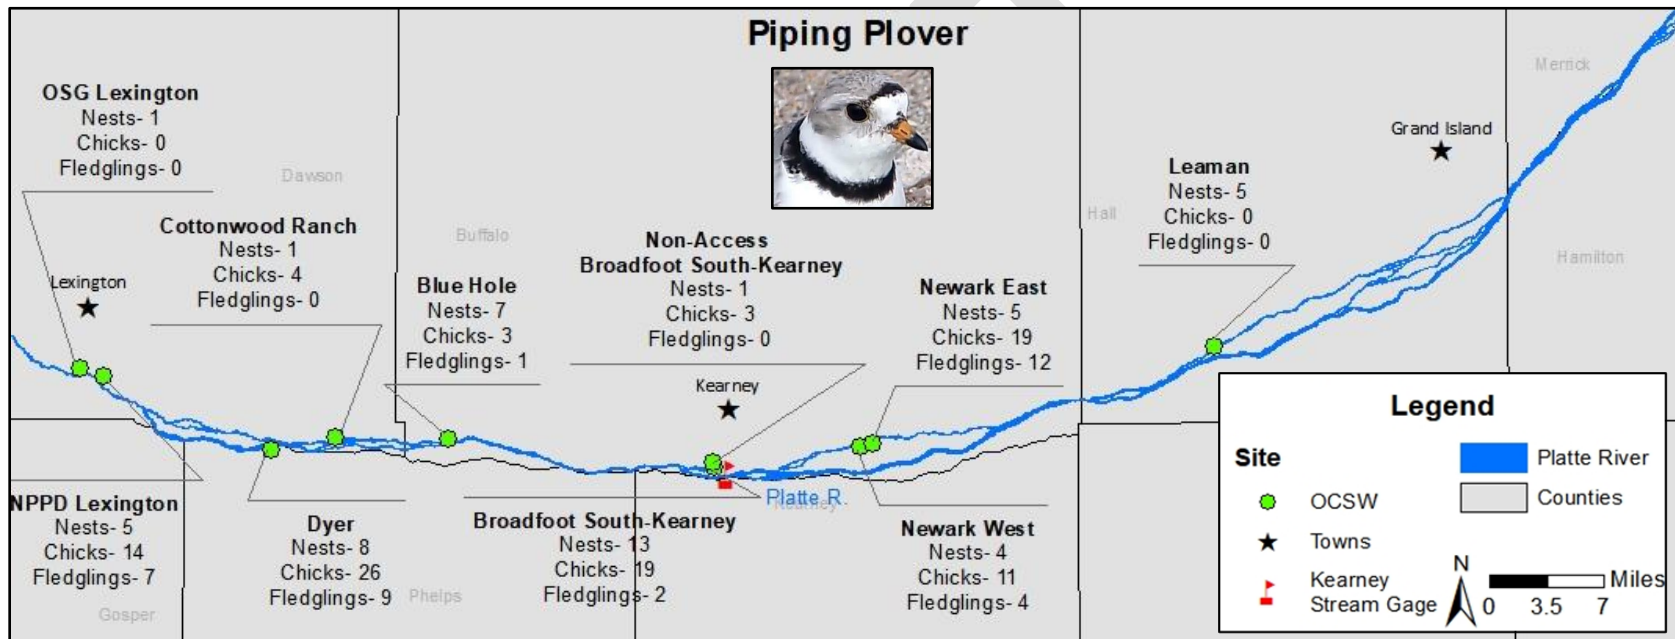 Piping Plover
OSG Lexington
Nests- 1
Chicks- 0
Fledglings- 0
Dawson
Lexington
Cottonwood Ranch
Nests- 1
Chicks- 4
Fledglings- 0
Buffalo
Blue Hole
Nests- 7
Chicks- 3
Fledglings- 1
Non-Access
Broadfoot South-Kearney
Nests- 1
Chicks- 3
Fledglings- 0
Kearney
Newark East
Nests- 5
Chicks- 19
Fledglings- 12
Hall
Leaman
Nests- 5
Chicks- 0
Fledglings- 0
Grand Island
Merrick
Hamilton
NPPD Lexington
Nests- 5
Chicks- 14
Fledglings- 7
Gosper
Dyer
Nests- 8
Chicks- 26
Fledglings- 9
Phelps
Broadfoot South-Kearney
Nests- 13
Chicks- 19
Fledglings- 2
Platte R.
Kearney
Newark West
Nests- 4
Chicks- 11
Fledglings- 4
Legend
Site
OCSW
Towns
Kearney
Stream Gage
Platte River
Counties
N
Miles
0 3.5 7